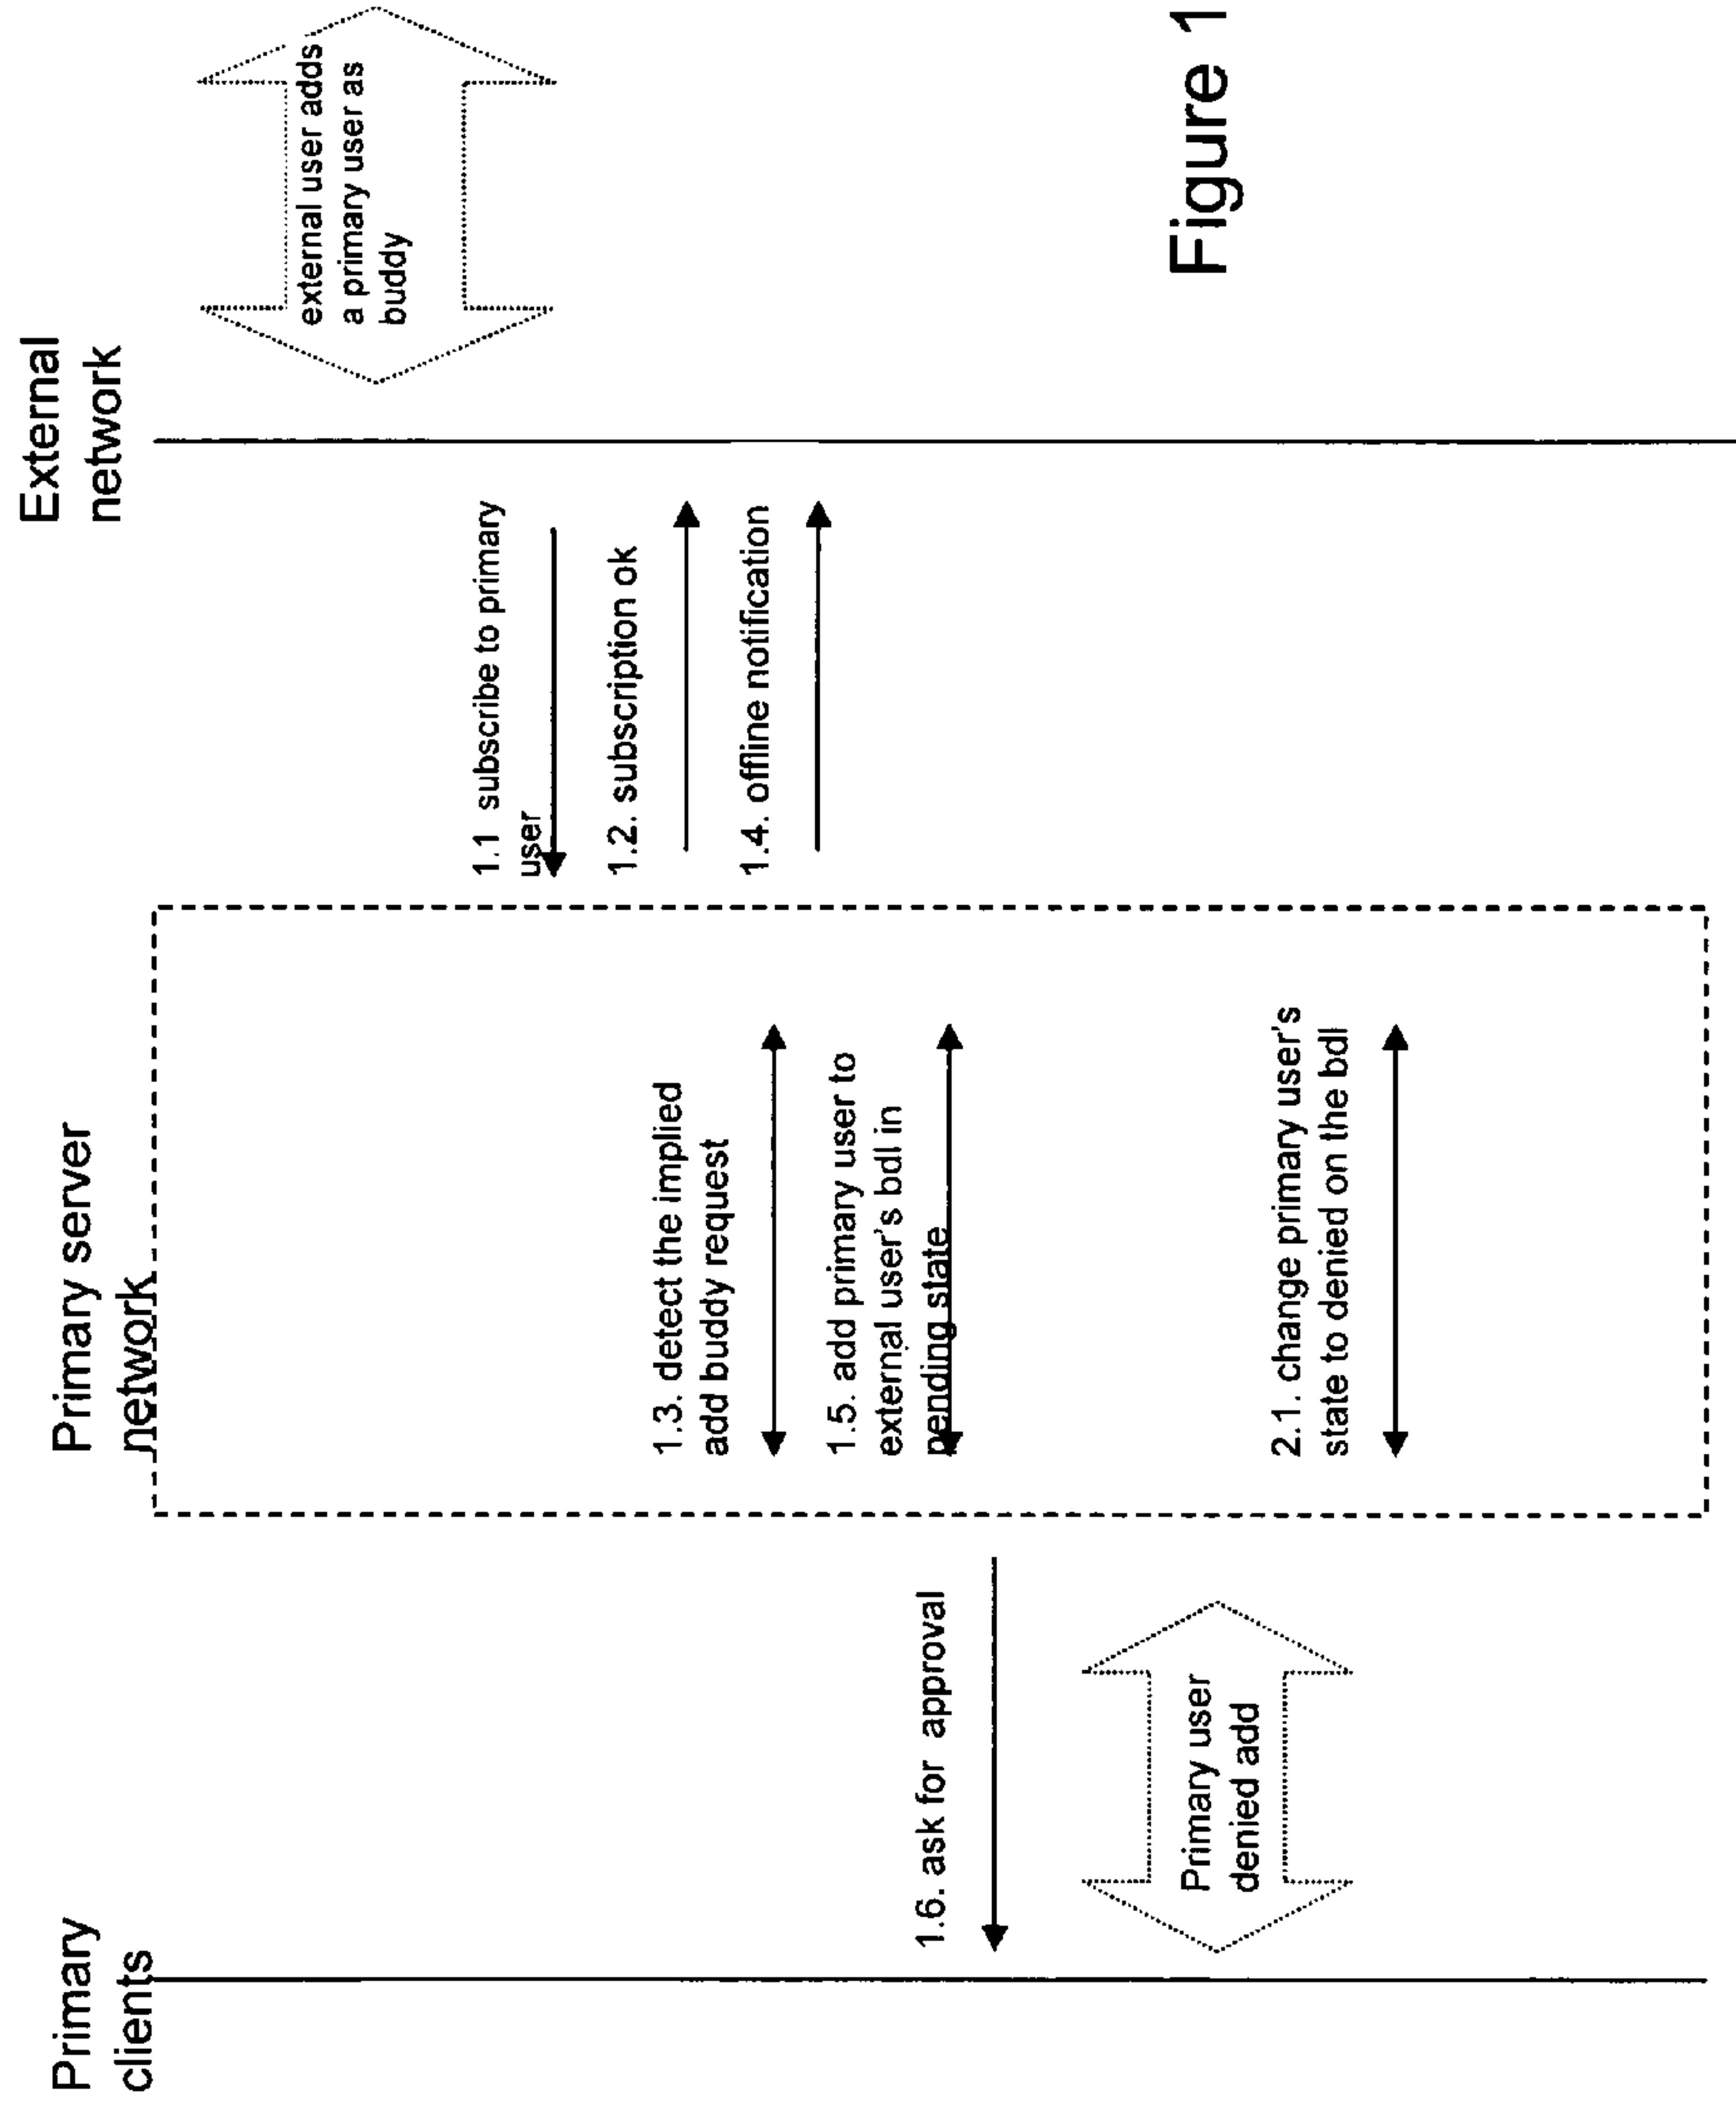 Primary
clients
Primary server
network
External
network
external user adds
a primary user as
buddy
1.1 subscribe to primary
user
1.2. subscription ok
1.3. detect the implied
add buddy request
1.4. offline notification
1.5. add primary user to
external user's bdl in
pending state
1.6. ask for approval
Primary user
denied add
2.1. change primary user's
state to denied on the bdl
Figure 1